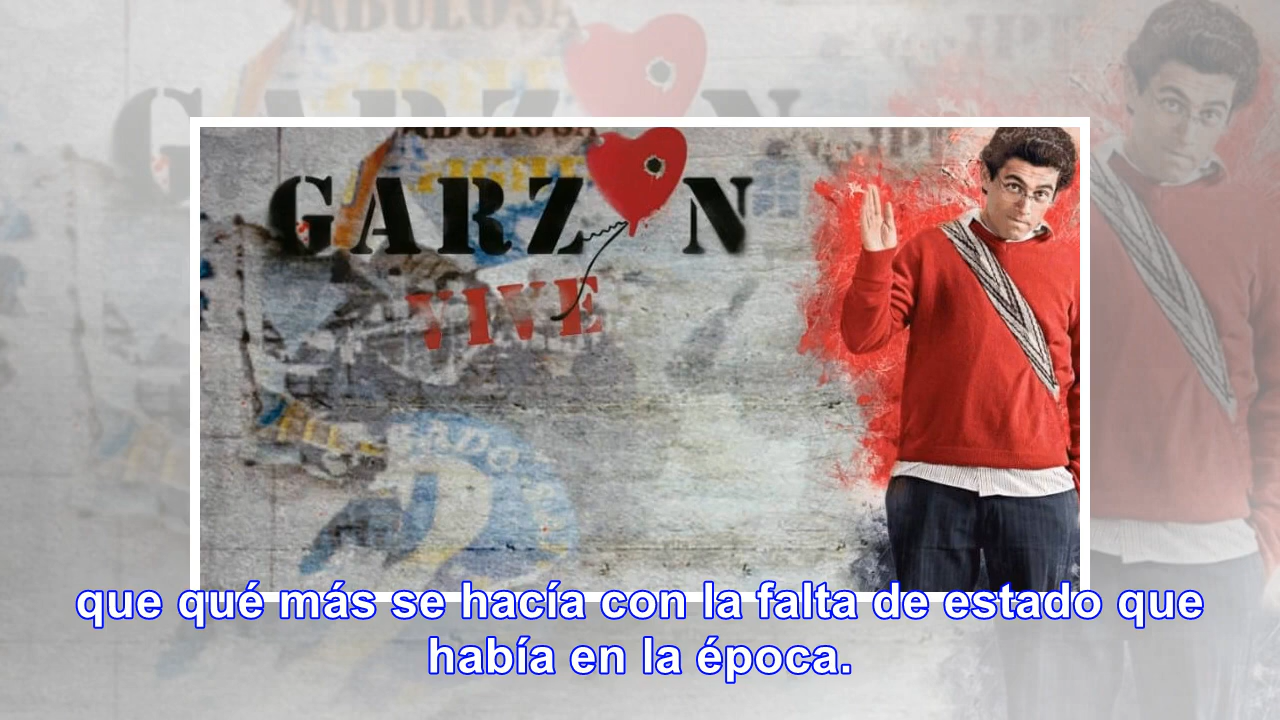 GARZ N
VIVE
que qué más se hacía con la falta de estado que
había en la época.